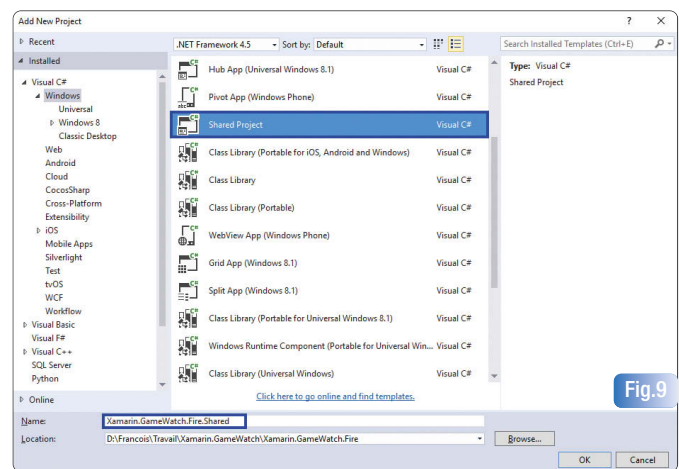 Add New Project
? ×
Recent
.NET Framework 4.5 Sort by: Default
Search Installed Templates (Ctrl+E)
Installed
Visual C#
Windows
Universal
Windows 8
Classic Desktop
Web
Android
Cloud
CocosSharp
Cross-Platform
Extensibility
iOS
Mobile Apps
Silverlight
Test
tvOS
WCF
Workflow
Visual Basic
Visual F#
Visual C++
SQL Server
Python
Online
Hub App (Universal Windows 8.1) Visual C#
Pivot App (Windows Phone) Visual C#
Shared Project Visual C#
Class Library (Portable for iOS, Android and Windows) Visual C#
Class Library Visual C#
Class Library (Portable) Visual C#
WebView App (Windows Phone) Visual C#
Grid App (Windows 8.1) Visual C#
Split App (Windows 8.1) Visual C#
Class Library (Portable for Universal Windows 8.1) Visual C#
Windows Runtime Component (Portable for Universal Win... Visual C#
Class Library (Universal Windows) Visual C#
Click here to go online and find templates.
Type: Visual C#
Shared Project
Fig.9
Name: Xamarin.GameWatch.Fire.Shared
Location: D:\Francois\Travail\Xamarin.GameWatch\Xamarin.GameWatch.Fire
Browse...
OK Cancel